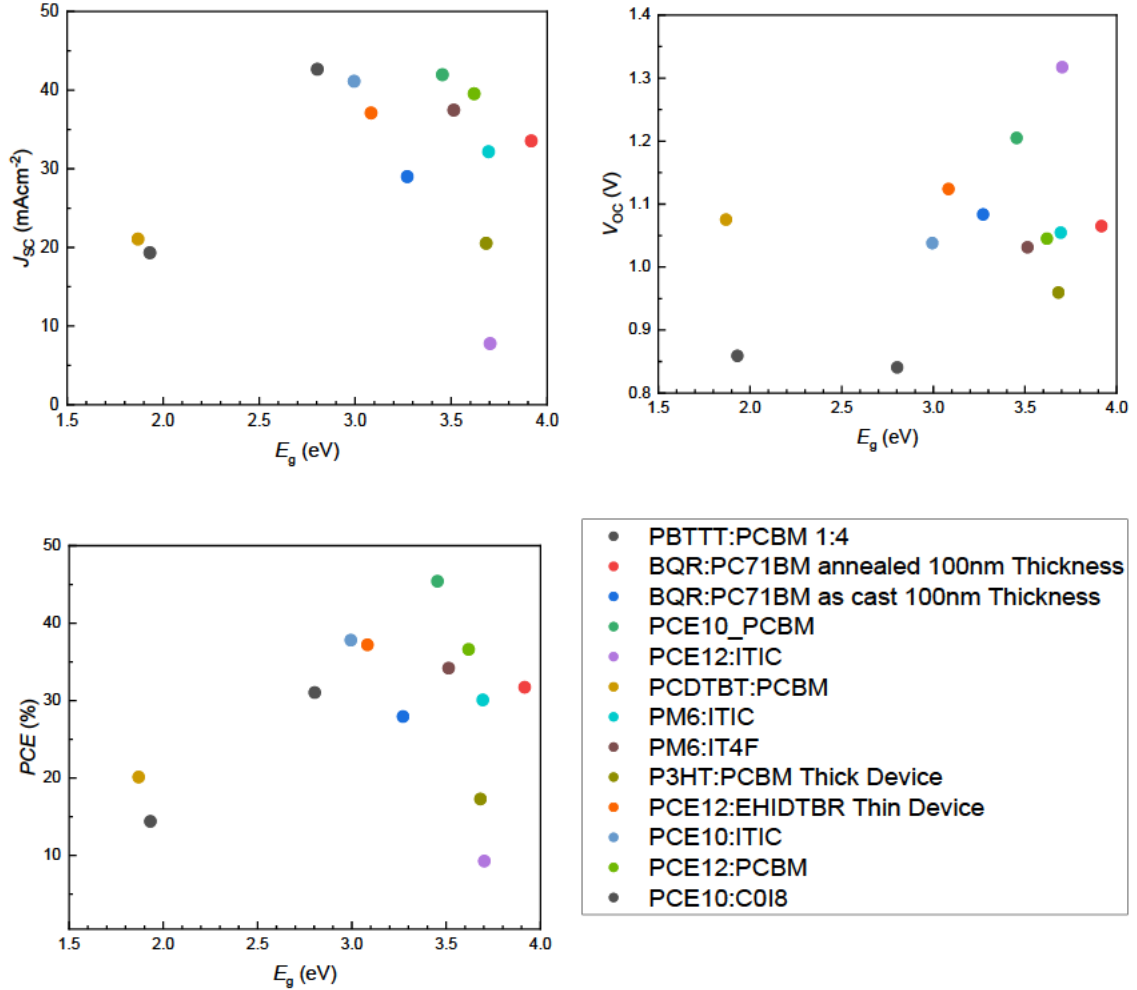 50
40
30
20
10
0
J_SC (mAcm⁻²)
1.5 2.0 2.5 3.0 3.5 4.0
E_g (eV)
1.4
1.3
1.2
1.1
1.0
0.9
0.8
V_OC (V)
1.5 2.0 2.5 3.0 3.5 4.0
E_g (eV)
50
40
30
20
10
PCE (%)
1.5 2.0 2.5 3.0 3.5 4.0
E_g (eV)
PBTTT:PCBM 1:4
BQR:PC71BM annealed 100nm Thickness
BQR:PC71BM as cast 100nm Thickness
PCE10_PCBM
PCE12:ITIC
PCDTBT:PCBM
PM6:ITIC
PM6:IT4F
P3HT:PCBM Thick Device
PCE12:EHIDTBR Thin Device
PCE10:ITIC
PCE12:PCBM
PCE10:C0I8